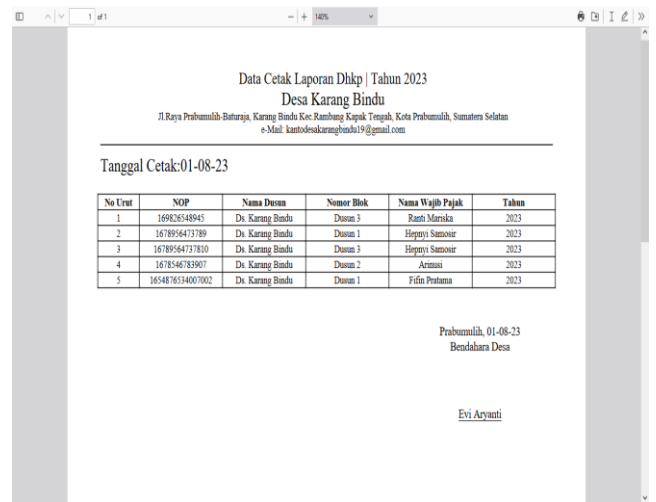 1 of 1
140%
Data Cetak Laporan Dhkp | Tahun 2023
Desa Karang Bindu
Jl.Raya Prabumulih-Baturaja, Karang Bindu Kec.Rambang Kapak Tengah, Kota Prabumulih, Sumatera Selatan
e-Mail: kantodesakarangbindu19@gmail.com
Tanggal Cetak:01-08-23
No Urut NOP Nama Dusun Nomor Blok Nama Wajib Pajak Tahun
1 169826548945 Ds. Karang Bindu Dusun 3 Ranti Mariska 2023
2 1678956473789 Ds. Karang Bindu Dusun 1 Hepnyi Samosir 2023
3 16789564737810 Ds. Karang Bindu Dusun 3 Hepnyi Samosir 2023
4 1678546783907 Ds. Karang Bindu Dusun 2 Arinusi 2023
5 1654876534007002 Ds. Karang Bindu Dusun 1 Fifin Pratama 2023
Prabumulih, 01-08-23
Bendahara Desa
Evi Aryanti